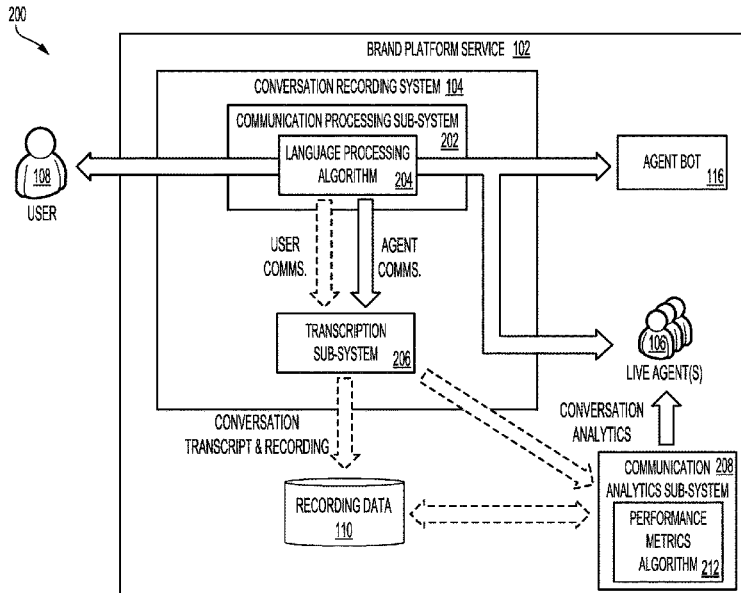 200
BRAND PLATFORM SERVICE 102
CONVERSATION RECORDING SYSTEM 104
COMMUNICATION PROCESSING SUB-SYSTEM
202
LANGUAGE PROCESSING
ALGORITHM 204
108
USER
AGENT BOT
116
USER
COMMS.
AGENT
COMMS.
TRANSCRIPTION
SUB-SYSTEM
206
106
LIVE AGENT(S)
CONVERSATION
TRANSCRIPT & RECORDING
CONVERSATION
ANALYTICS
RECORDING DATA
110
COMMUNICATION 208
ANALYTICS SUB-SYSTEM
PERFORMANCE
METRICS
ALGORITHM
212